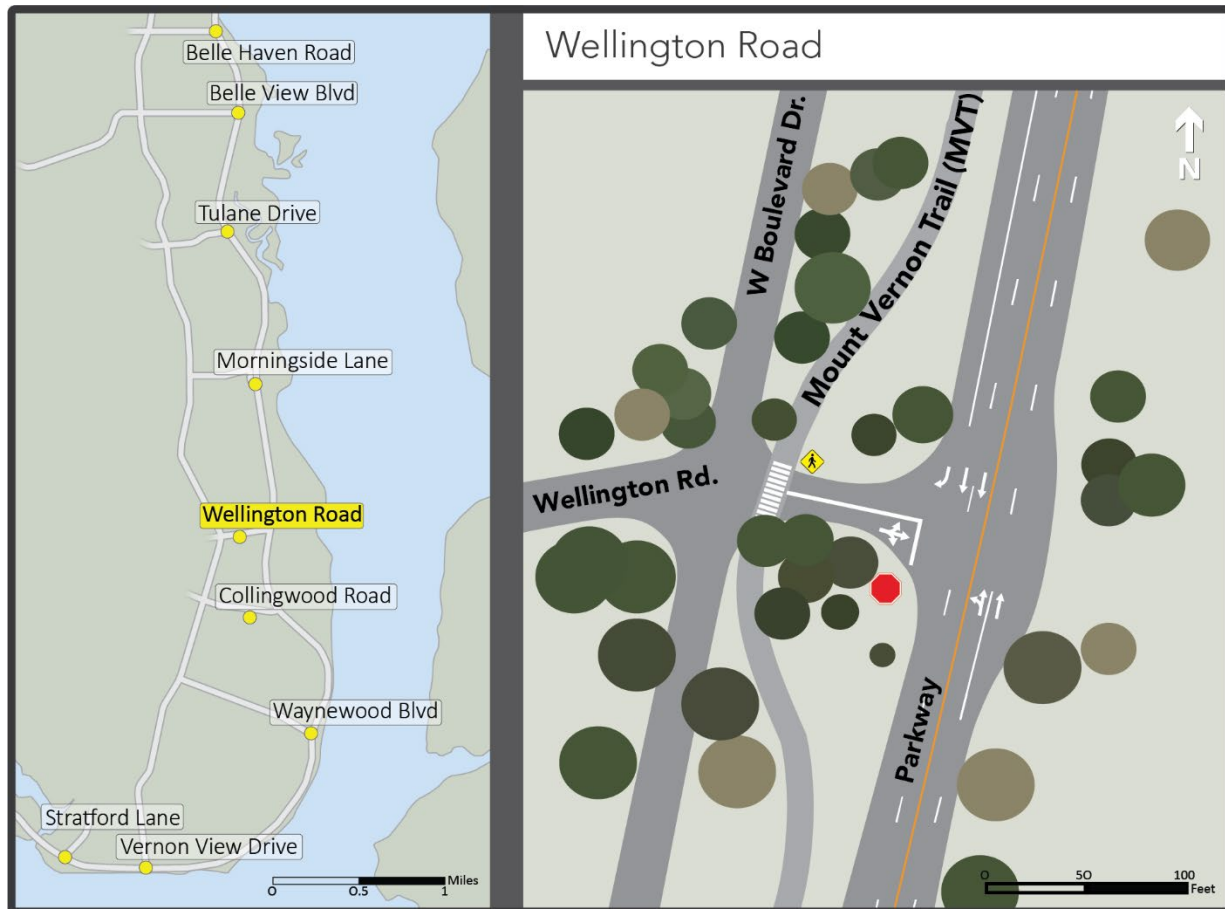 Belle Haven Road
Belle View Blvd
Tulane Drive
Morningside Lane
Wellington Road
Collingwood Road
Waynewood Blvd
Stratford Lane
Vernon View Drive
0 0.5 1 Miles
Wellington Road
W Boulevard Dr.
Mount Vernon Trail (MVT)
N
Wellington Rd.
Parkway
0 50 100
Feet